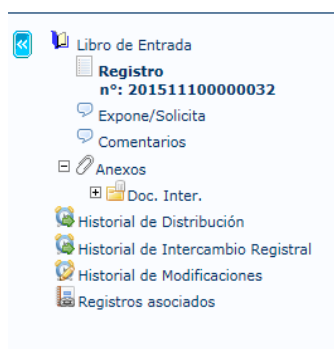 Libro de Entrada
Registro
nº: 201511100000032
Expone/Solicita
Comentarios
Anexos
Doc. Inter.
Historial de Distribución
Historial de Intercambio Registral
Historial de Modificaciones
Registros asociados